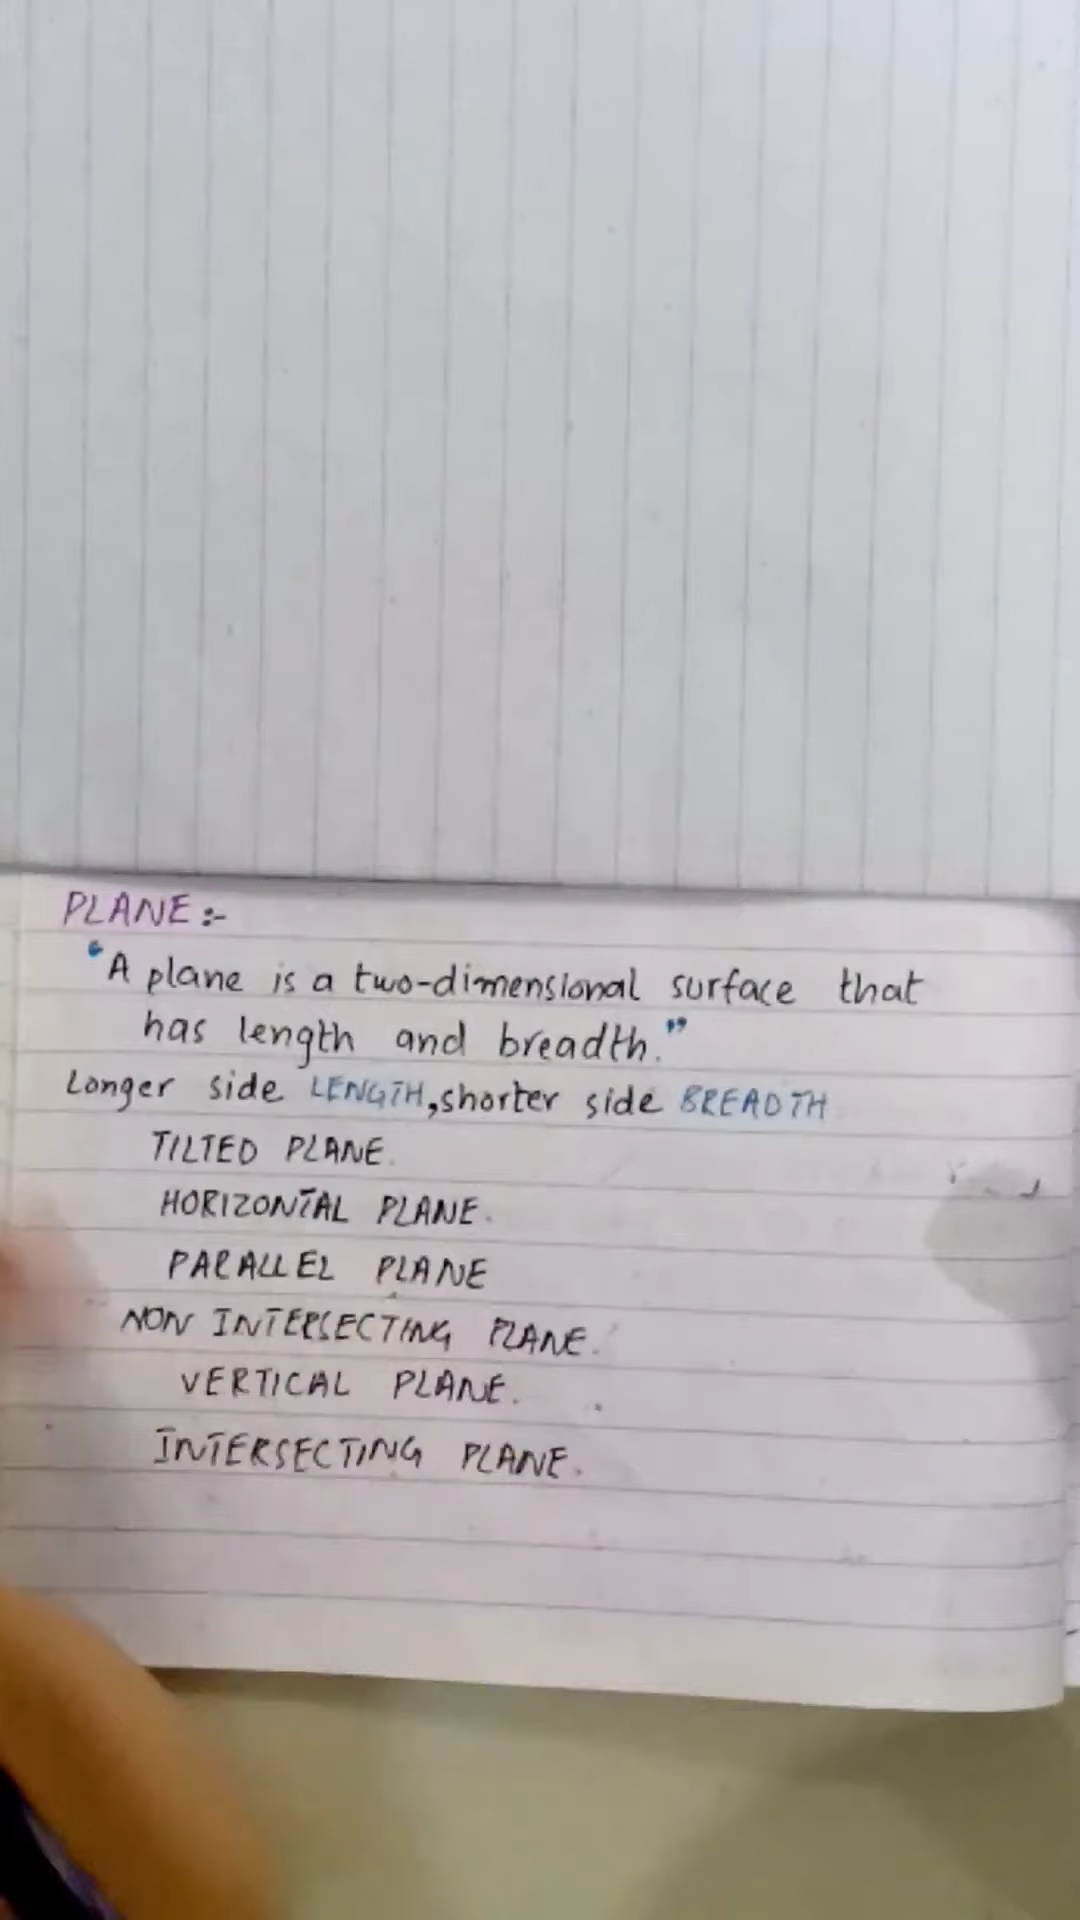 PLANE :-
"A plane is a two-dimensional surface that
has length and breadth."
Longer side LENGTH, shorter side BREADTH
TILTED PLANE.
HORIZONTAL PLANE.
PARALLEL PLANE
NON INTERSECTING PLANE.
VERTICAL PLANE.
INTERSECTING PLANE.